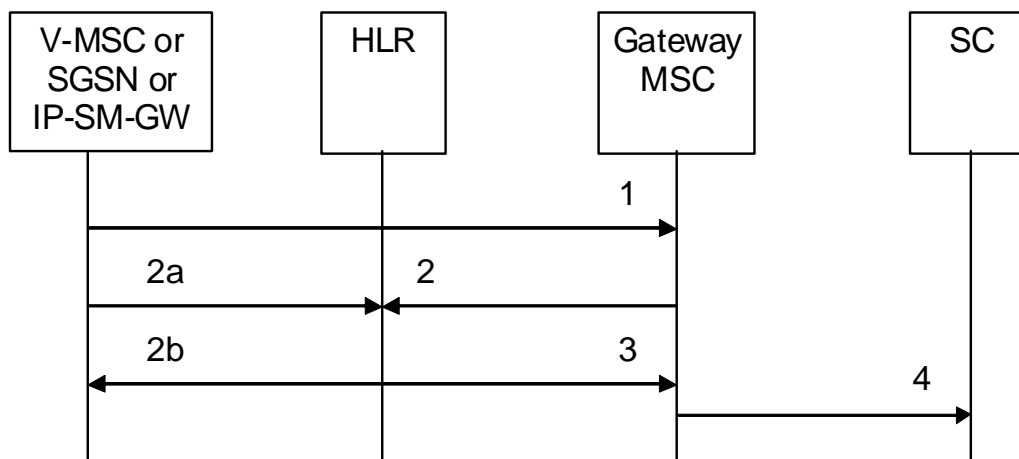 V-MSC or
SGSN or
IP-SM-GW
HLR
Gateway
MSC
SC
1
2a
2
2b
3
4